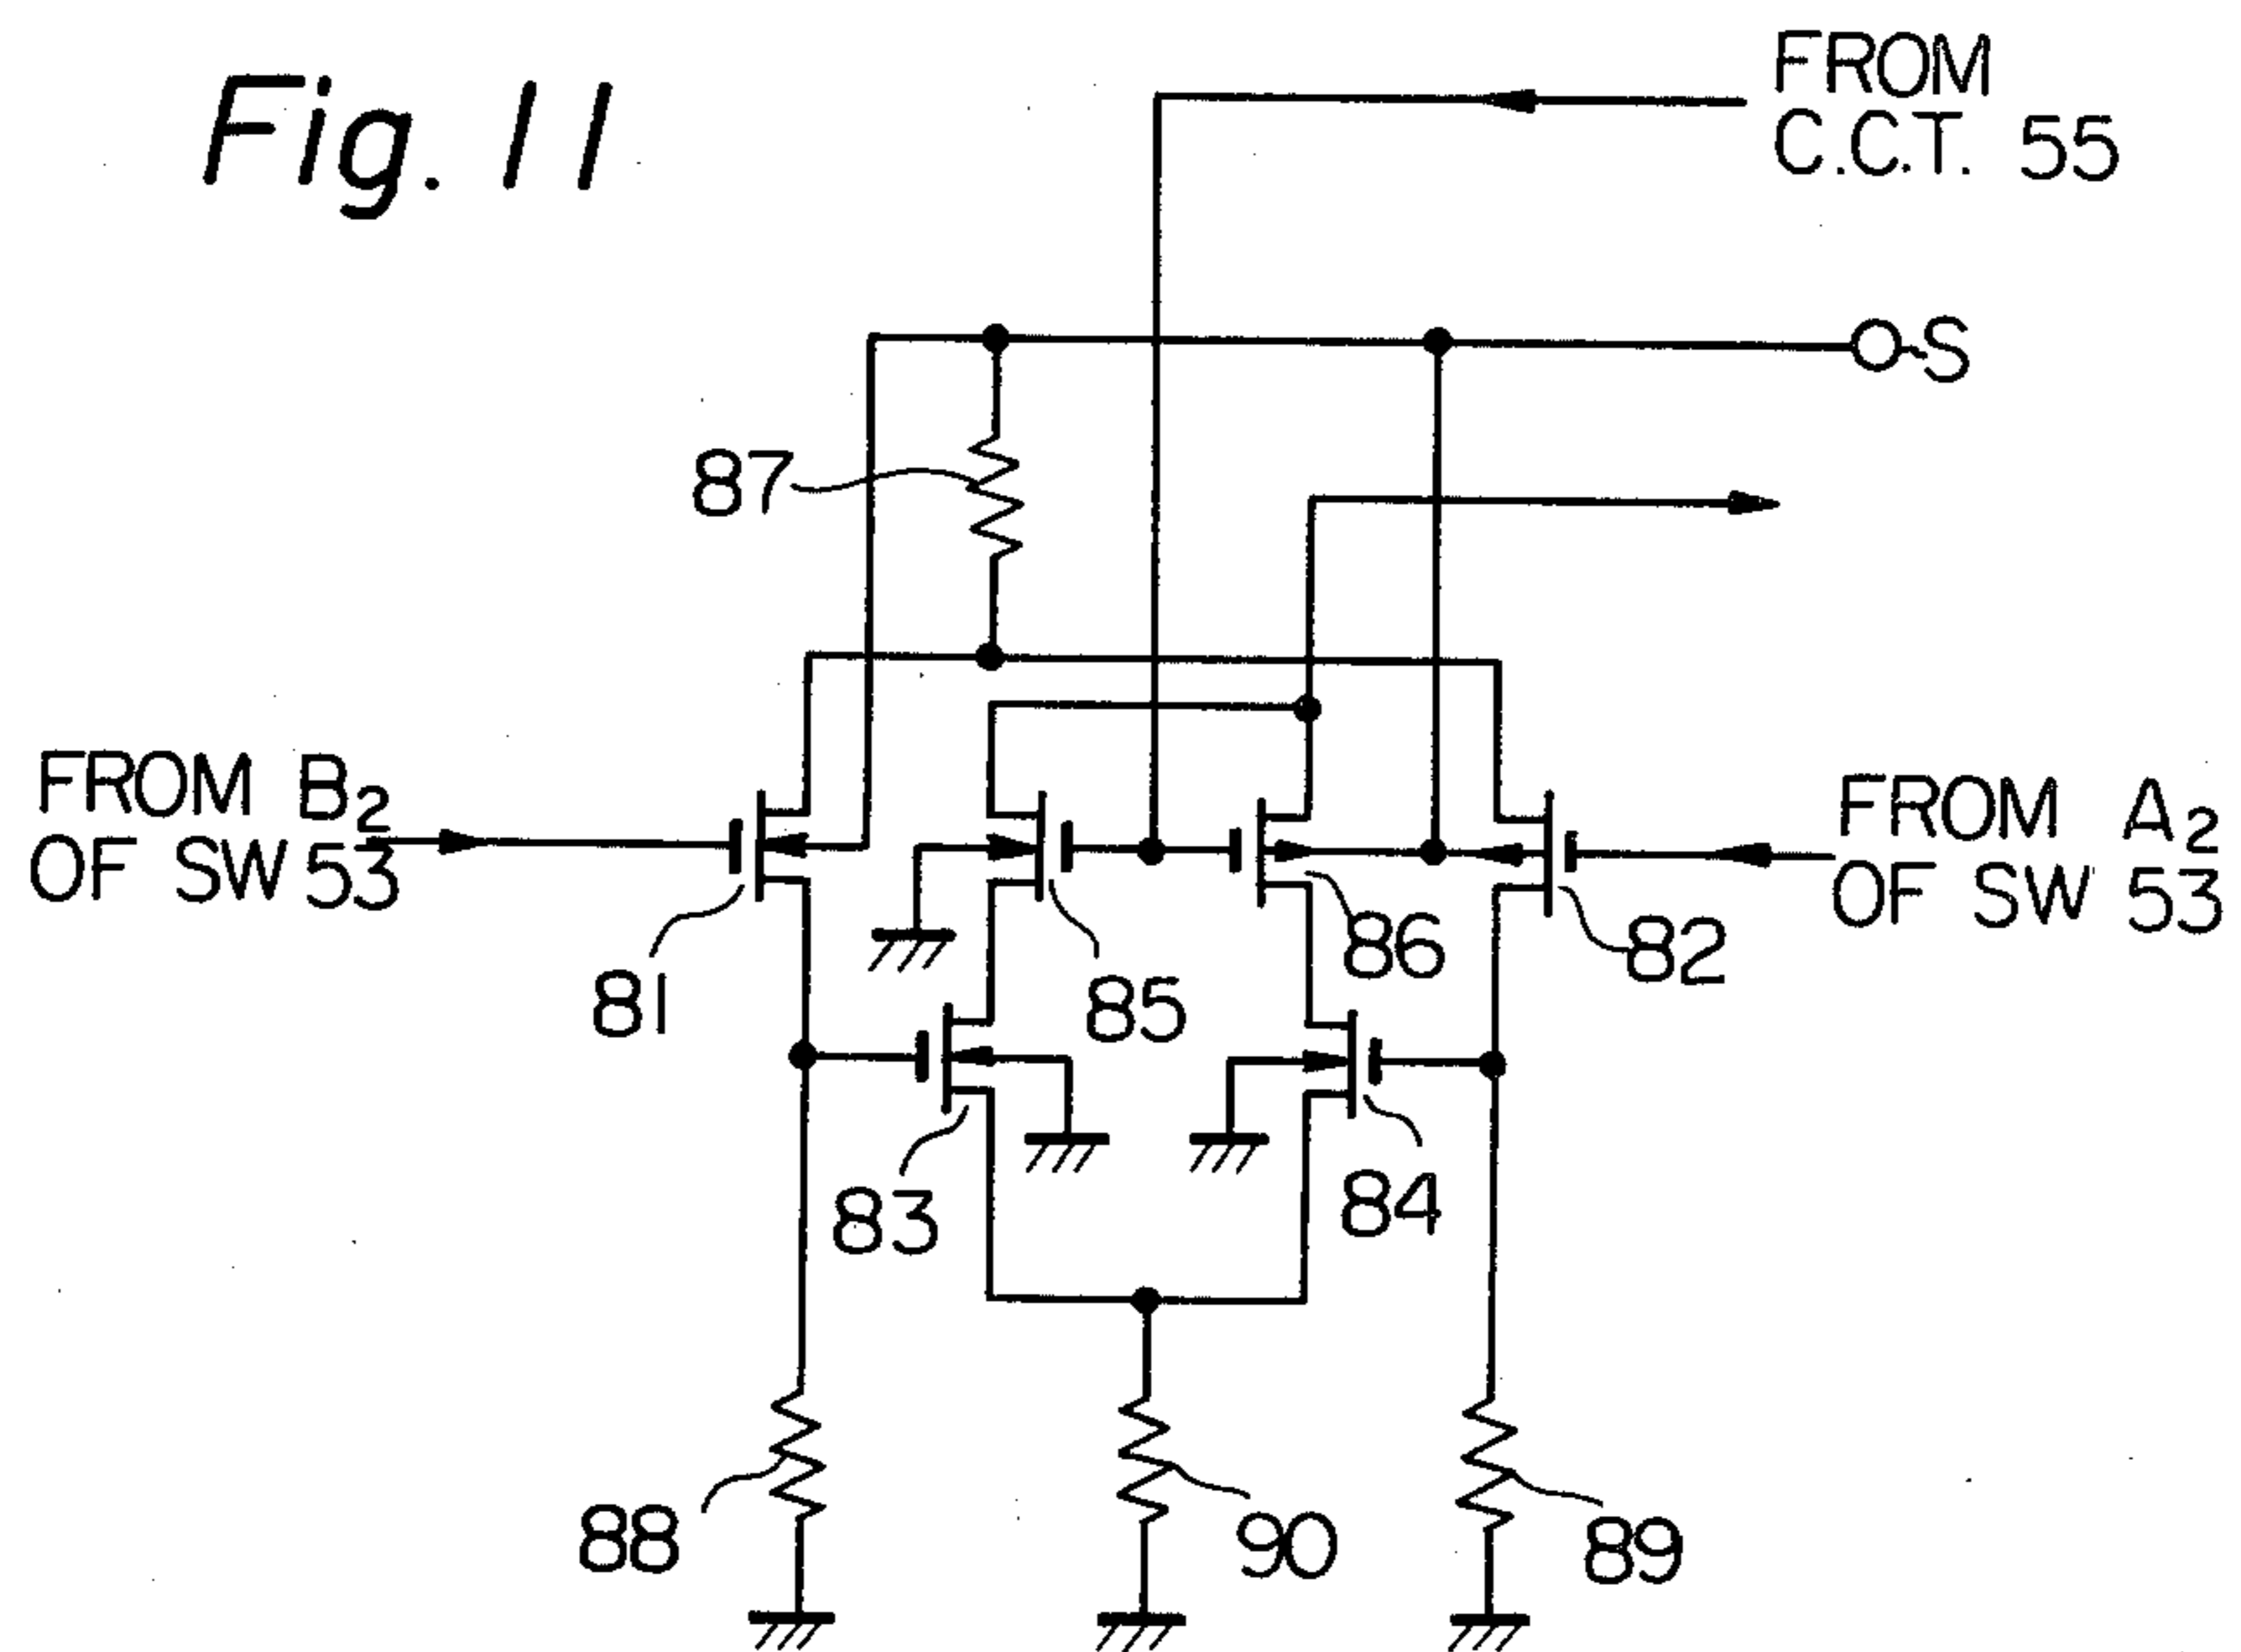 Fig. 11
FROM
C.C.T. 55
S
87
FROM B2
OF SW 53
FROM A2
OF SW 53
81
85
86
82
83
84
88
90
89